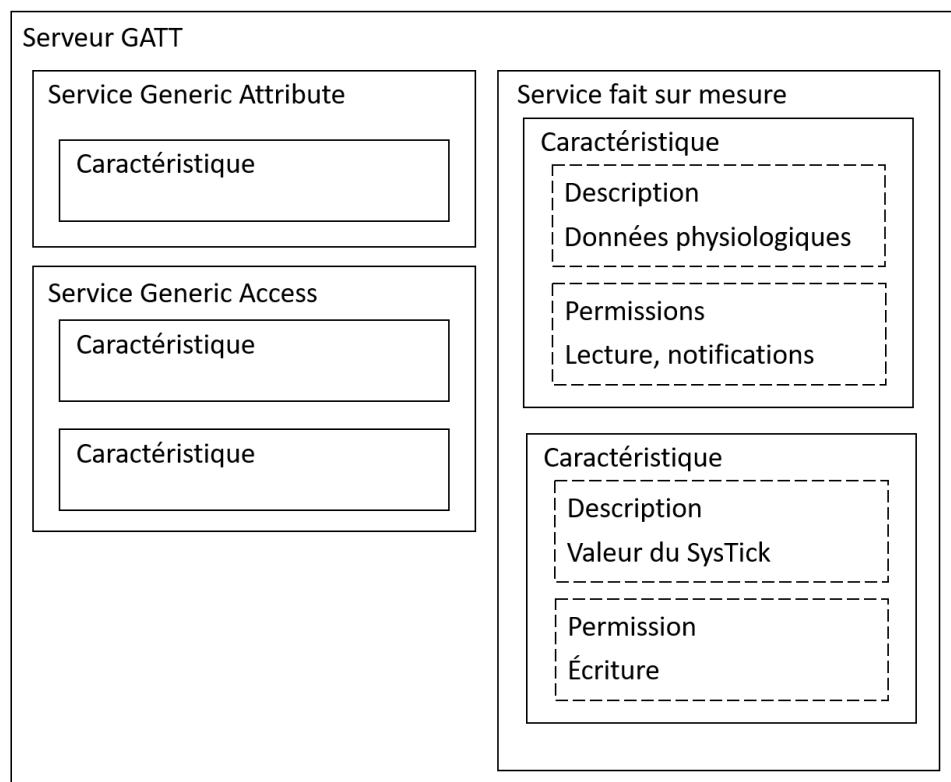 Serveur GATT
Service Generic Attribute
Caractéristique
Service Generic Access
Caractéristique
Caractéristique
Service fait sur mesure
Caractéristique
Description
Données physiologiques
Permissions
Lecture, notifications
Caractéristique
Description
Valeur du SysTick
Permission
Écriture